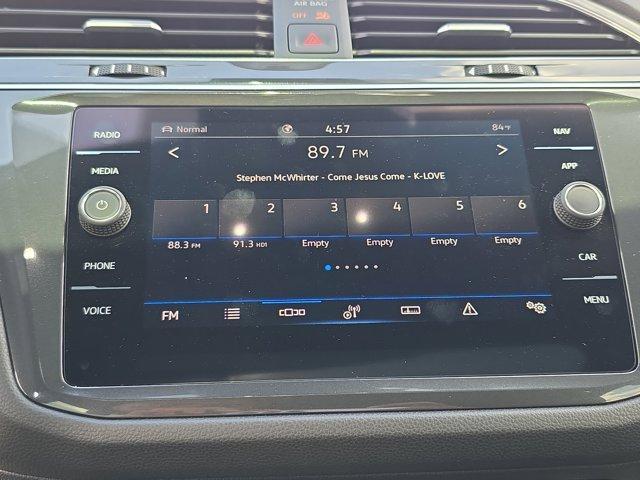 AIR BAG
OFF
RADIO
MEDIA
PHONE
VOICE
Normal 4:57 84°F
< 89.7 FM >
Stephen McWhirter - Come Jesus Come - K-LOVE
1 2 3 4 5 6
88.3 FM 91.3 HD1 Empty Empty Empty Empty
FM
NAV
APP
CAR
MENU